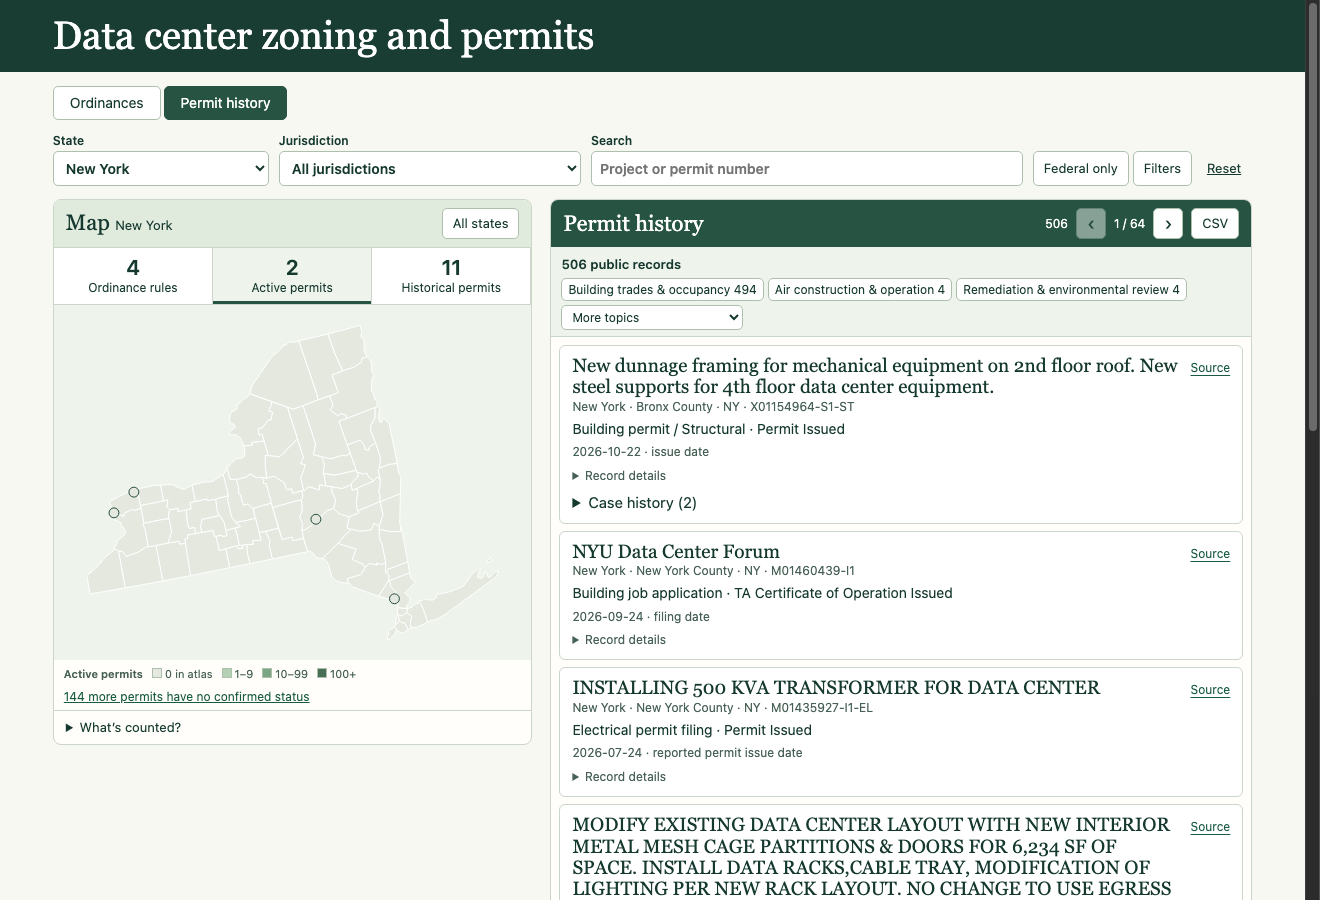 Data center zoning and permits
Ordinances
Permit history
State
Jurisdiction
Search
New York
All jurisdictions
Project or permit number
Federal only
Filters
Reset
Map New York
All states
4
Ordinance rules
2
Active permits
11
Historical permits
Active permits
0 in atlas
1–9
10–99
100+
144 more permits have no confirmed status
What's counted?
Permit history
506
‹
1 / 64
›
CSV
506 public records
Building trades & occupancy 494
Air construction & operation 4
Remediation & environmental review 4
More topics
New dunnage framing for mechanical equipment on 2nd floor roof. New
steel supports for 4th floor data center equipment.
Source
New York · Bronx County · NY · X01154964-S1-ST
Building permit / Structural · Permit Issued
2026-10-22 · issue date
Record details
Case history (2)
NYU Data Center Forum
Source
New York · New York County · NY · M01460439-I1
Building job application · TA Certificate of Operation Issued
2026-09-24 · filing date
Record details
INSTALLING 500 KVA TRANSFORMER FOR DATA CENTER
Source
New York · New York County · NY · M01435927-I1-EL
Electrical permit filing · Permit Issued
2026-07-24 · reported permit issue date
Record details
MODIFY EXISTING DATA CENTER LAYOUT WITH NEW INTERIOR
METAL MESH CAGE PARTITIONS & DOORS FOR 6,234 SF OF
SPACE. INSTALL DATA RACKS,CABLE TRAY, MODIFICATION OF
LIGHTING PER NEW RACK LAYOUT. NO CHANGE TO USE EGRESS
Source